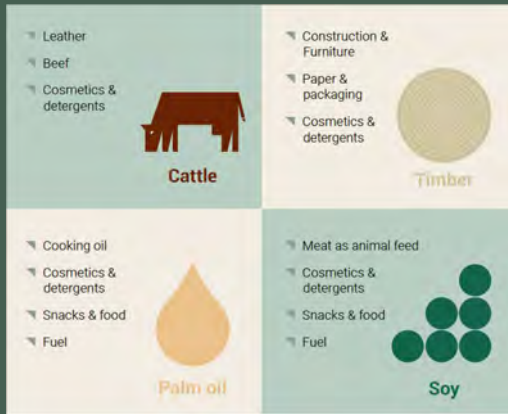 Leather
Beef
Cosmetics &
detergents
Cattle
Construction &
Furniture
Paper &
packaging
Cosmetics &
detergents
Timber
Cooking oil
Cosmetics &
detergents
Snacks & food
Fuel
Palm oil
Meat as animal feed
Cosmetics &
detergents
Snacks & food
Fuel
Soy